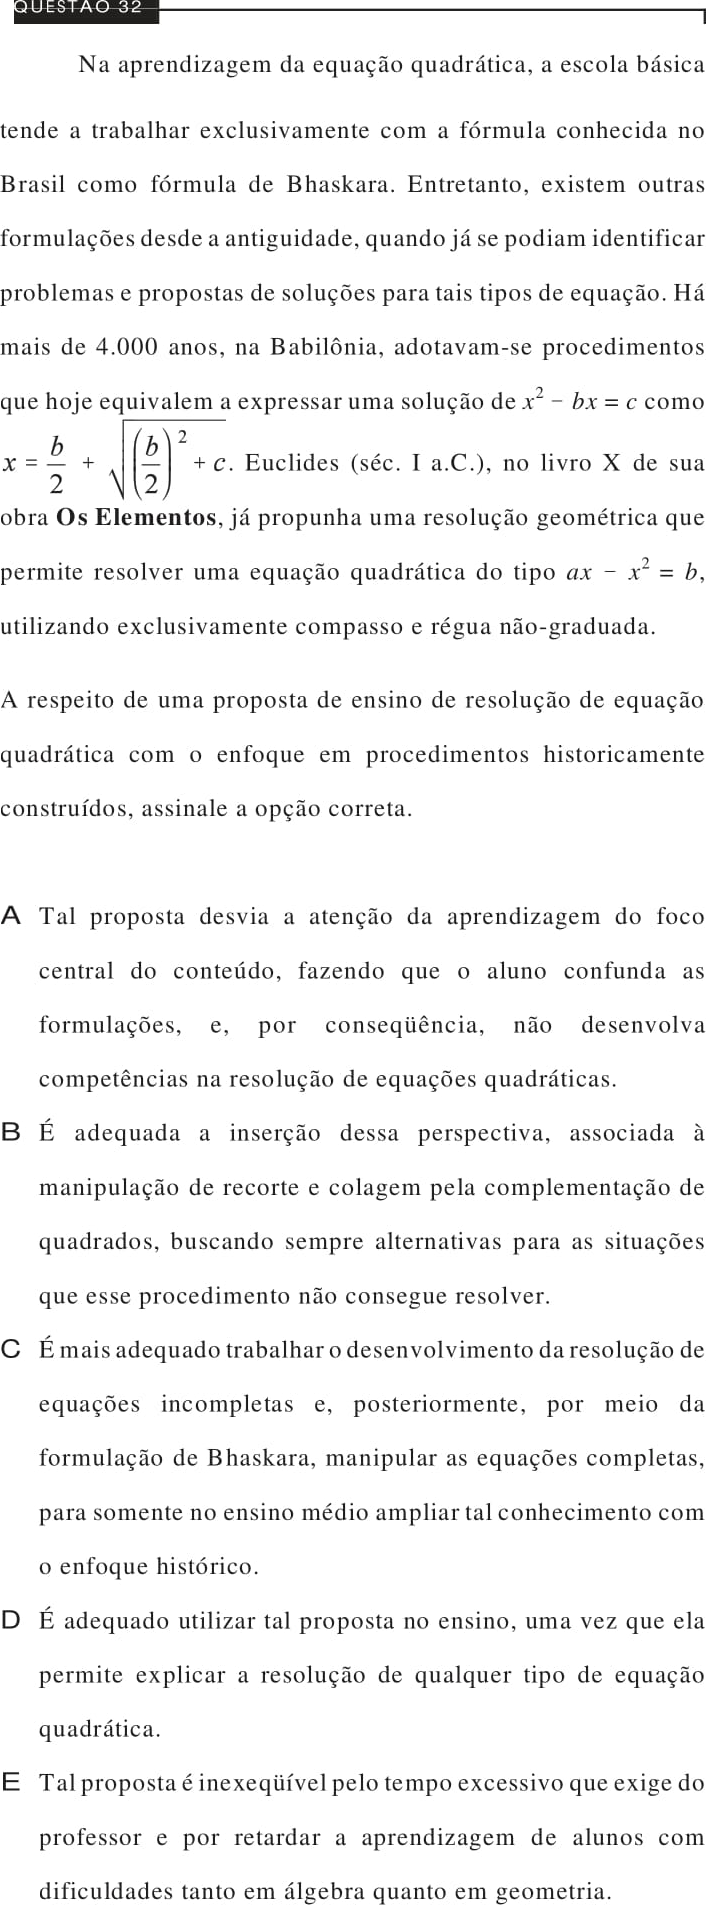 QUESTÃO 32
Na aprendizagem da equação quadrática, a escola básica
tende a trabalhar exclusivamente com a fórmula conhecida no
Brasil como fórmula de Bhaskara. Entretanto, existem outras
formulações desde a antiguidade, quando já se podiam identificar
problemas e propostas de soluções para tais tipos de equação. Há
mais de 4.000 anos, na Babilônia, adotavam-se procedimentos
que hoje equivalem a expressar uma solução de x² − bx = c como
x = b/2 + √((b/2)² + c). Euclides (séc. I a.C.), no livro X de sua
obra Os Elementos, já propunha uma resolução geométrica que
permite resolver uma equação quadrática do tipo ax − x² = b,
utilizando exclusivamente compasso e régua não-graduada.
A respeito de uma proposta de ensino de resolução de equação
quadrática com o enfoque em procedimentos historicamente
construídos, assinale a opção correta.
A Tal proposta desvia a atenção da aprendizagem do foco
central do conteúdo, fazendo que o aluno confunda as
formulações, e, por conseqüência, não desenvolva
competências na resolução de equações quadráticas.
B É adequada a inserção dessa perspectiva, associada à
manipulação de recorte e colagem pela complementação de
quadrados, buscando sempre alternativas para as situações
que esse procedimento não consegue resolver.
C É mais adequado trabalhar o desenvolvimento da resolução de
equações incompletas e, posteriormente, por meio da
formulação de Bhaskara, manipular as equações completas,
para somente no ensino médio ampliar tal conhecimento com
o enfoque histórico.
D É adequado utilizar tal proposta no ensino, uma vez que ela
permite explicar a resolução de qualquer tipo de equação
quadrática.
E Tal proposta é inexeqüível pelo tempo excessivo que exige do
professor e por retardar a aprendizagem de alunos com
dificuldades tanto em álgebra quanto em geometria.